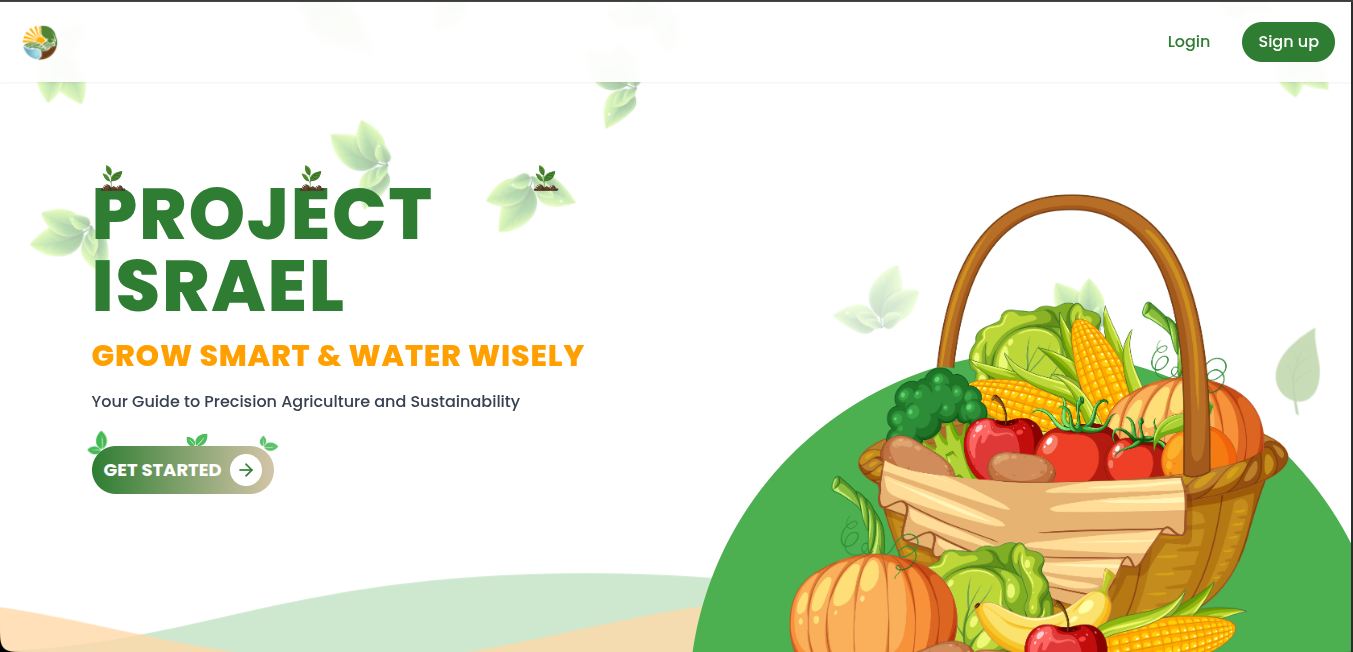 Login
Sign up
PROJECT
ISRAEL
GROW SMART & WATER WISELY
Your Guide to Precision Agriculture and Sustainability
GET STARTED